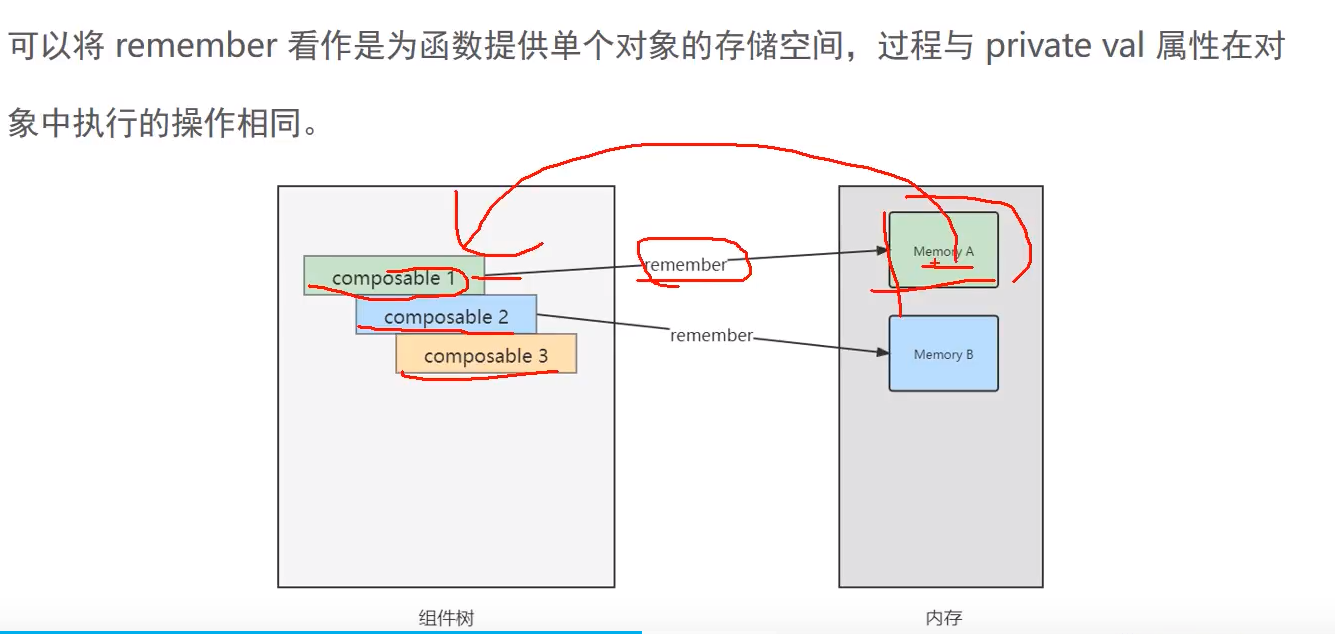 可以将 remember 看作是为函数提供单个对象的存储空间，过程与 private val 属性在对
象中执行的操作相同。
composable 1
remember
Memory A
composable 2
remember
composable 3
Memory B
组件树
内存